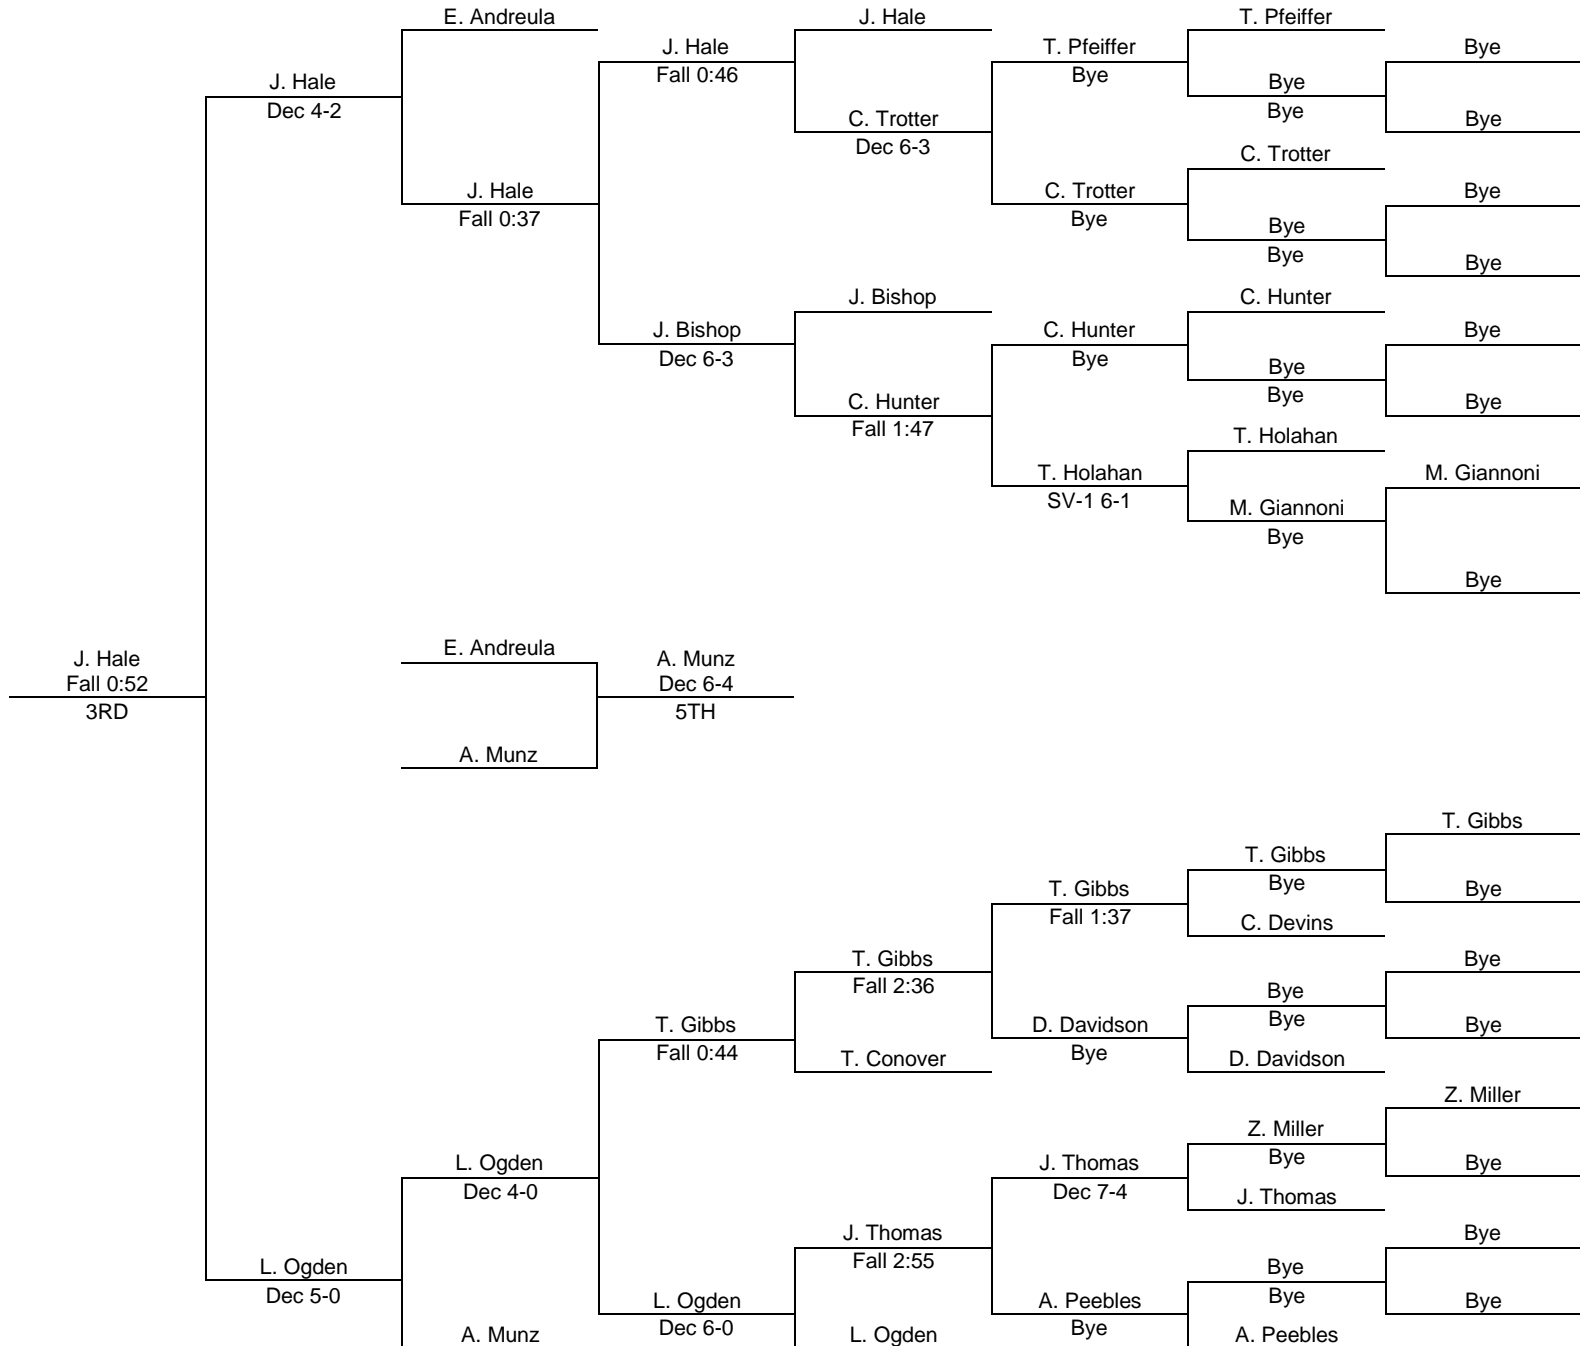 E. Andreula
J. Hale
T. Pfeiffer
J. Hale
T. Pfeiffer
Bye
Fall 0:46
Bye
J. Hale
Bye
Dec 4-2
Bye
C. Trotter
Bye
Dec 6-3
C. Trotter
J. Hale
C. Trotter
Bye
Fall 0:37
Bye
Bye
Bye
Bye
J. Bishop
C. Hunter
J. Bishop
C. Hunter
Bye
Dec 6-3
Bye
Bye
Bye
C. Hunter
Bye
Fall 1:47
T. Holahan
T. Holahan
M. Giannoni
SV-1 6-1
M. Giannoni
Bye
Bye
E. Andreula
J. Hale
A. Munz
Fall 0:52
Dec 6-4
3RD
5TH
A. Munz
T. Gibbs
T. Gibbs
T. Gibbs
Bye
Bye
Fall 1:37
C. Devins
T. Gibbs
Bye
Fall 2:36
Bye
T. Gibbs
D. Davidson
Bye
Bye
Fall 0:44
Bye
T. Conover
D. Davidson
Z. Miller
Z. Miller
L. Ogden
J. Thomas
Bye
Bye
Dec 4-0
Dec 7-4
J. Thomas
J. Thomas
Bye
Fall 2:55
L. Ogden
Bye
Dec 5-0
Bye
L. Ogden
A. Peebles
Bye
Dec 6-0
Bye
A. Munz
L. Ogden
A. Peebles